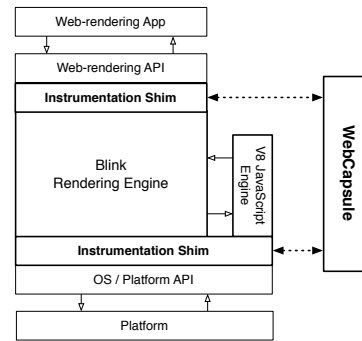 Web-rendering App
Web-rendering API
Instrumentation Shim
Blink
Rendering Engine
V8 JavaScript
Engine
WebCapsule
Instrumentation Shim
OS / Platform API
Platform